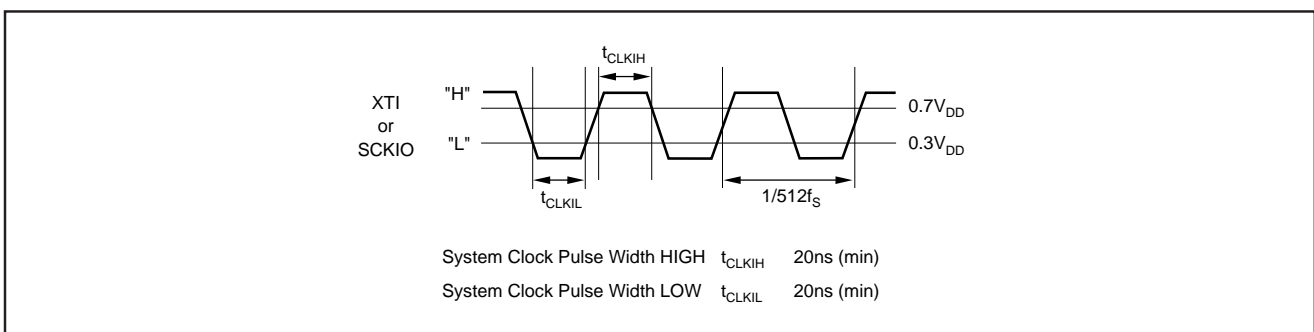 t_CLKIH
XTI
or
SCKIO
"H"
"L"
0.7V_DD
0.3V_DD
t_CLKIL
1/512f_S
System Clock Pulse Width HIGH t_CLKIH 20ns (min)
System Clock Pulse Width LOW t_CLKIL 20ns (min)